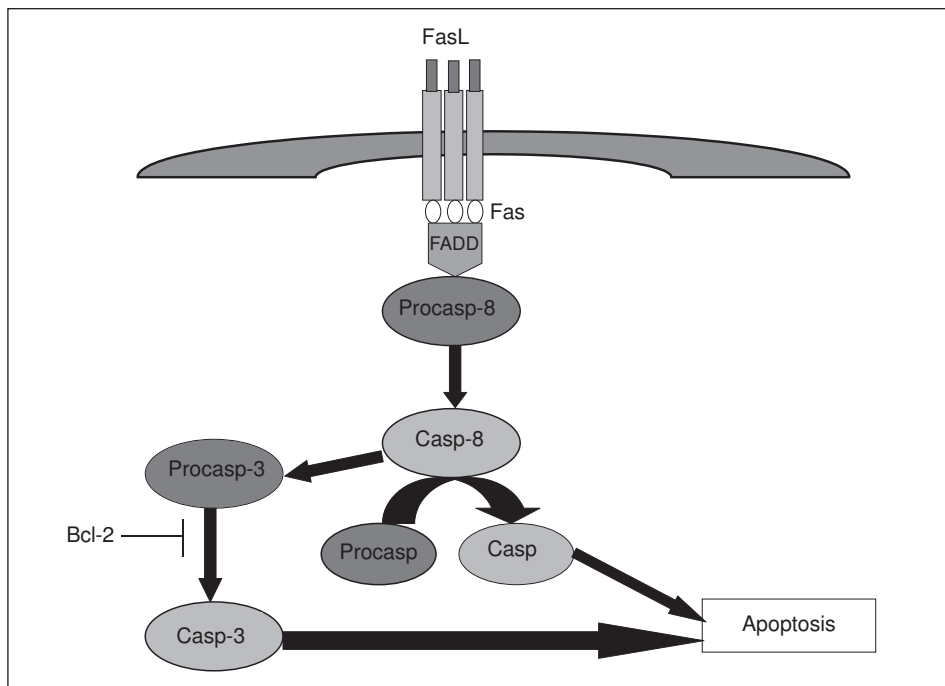 FasL
Fas
FADD
Procasp-8
Casp-8
Procasp-3
Bcl-2
Procasp
Casp
Casp-3
Apoptosis